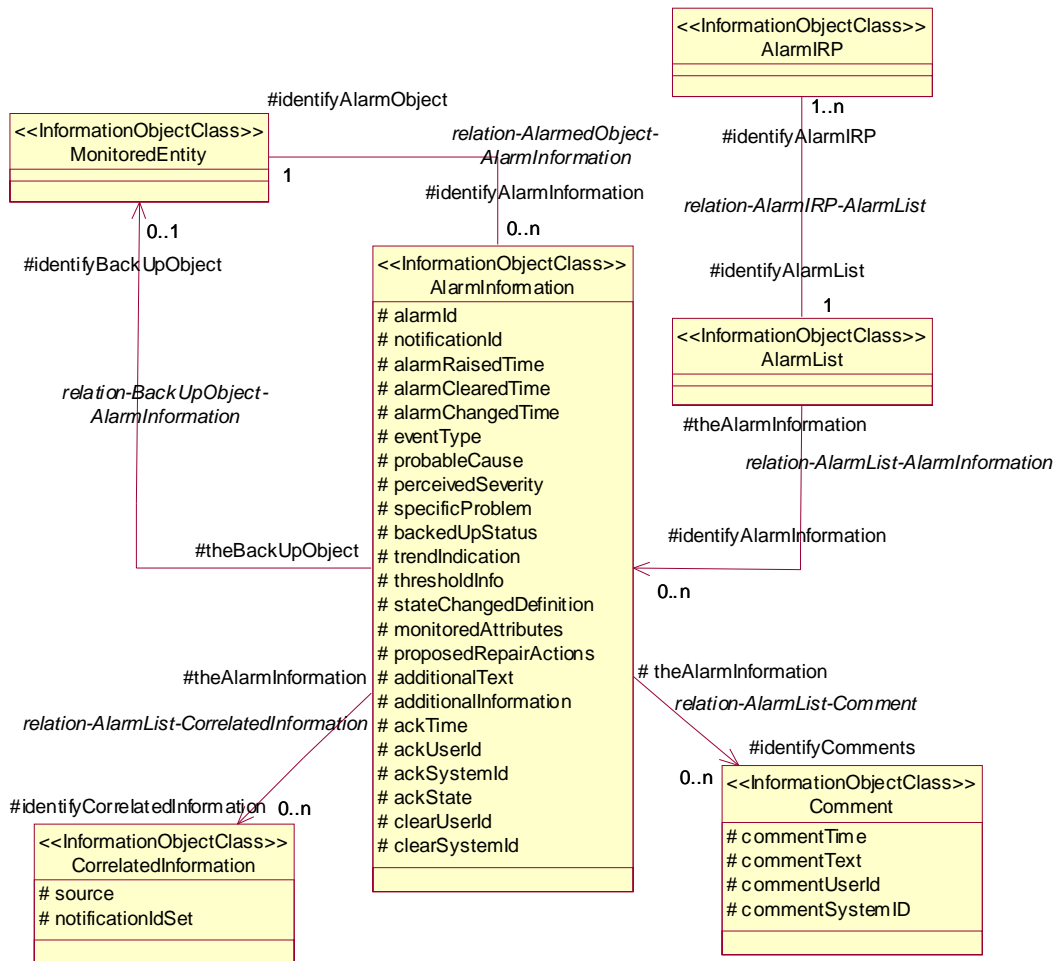 <<InformationObjectClass>>
AlarmIRP
1..n
#identifyAlarmIRP
relation-AlarmIRP-AlarmList
#identifyAlarmList
1
<<InformationObjectClass>>
AlarmList
#theAlarmInformation
relation-AlarmList-AlarmInformation
#identifyAlarmInformation
0..n
#identifyAlarmObject
<<InformationObjectClass>>
MonitoredEntity
1
relation-AlarmedObject-
AlarmInformation
#identifyAlarmInformation
0..n
0..1
#identifyBackUpObject
relation-BackUpObject-
AlarmInformation
#theBackUpObject
<<InformationObjectClass>>
AlarmInformation
# alarmId
# notificationId
# alarmRaisedTime
# alarmClearedTime
# alarmChangedTime
# eventType
# probableCause
# perceivedSeverity
# specificProblem
# backedUpStatus
# trendIndication
# thresholdInfo
# stateChangedDefinition
# monitoredAttributes
# proposedRepairActions
# additionalText
# additionalInformation
# ackTime
# ackUserId
# ackSystemId
# ackState
# clearUserId
# clearSystemId
#theAlarmInformation
relation-AlarmList-CorrelatedInformation
#identifyCorrelatedInformation
0..n
<<InformationObjectClass>>
CorrelatedInformation
# source
# notificationIdSet
# theAlarmInformation
relation-AlarmList-Comment
#identifyComments
0..n
<<InformationObjectClass>>
Comment
# commentTime
# commentText
# commentUserId
# commentSystemID